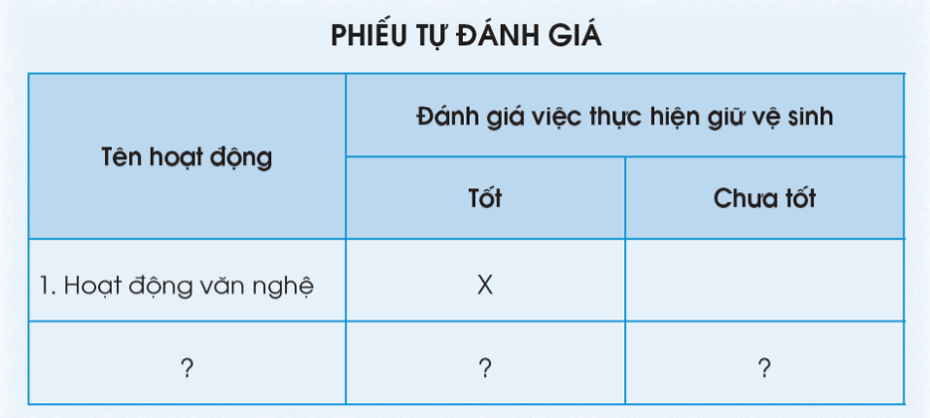 PHIẾU TỰ ĐÁNH GIÁ
Tên hoạt động
Đánh giá việc thực hiện giữ vệ sinh
Tốt
Chưa tốt
1. Hoạt động văn nghệ
X
?
?
?